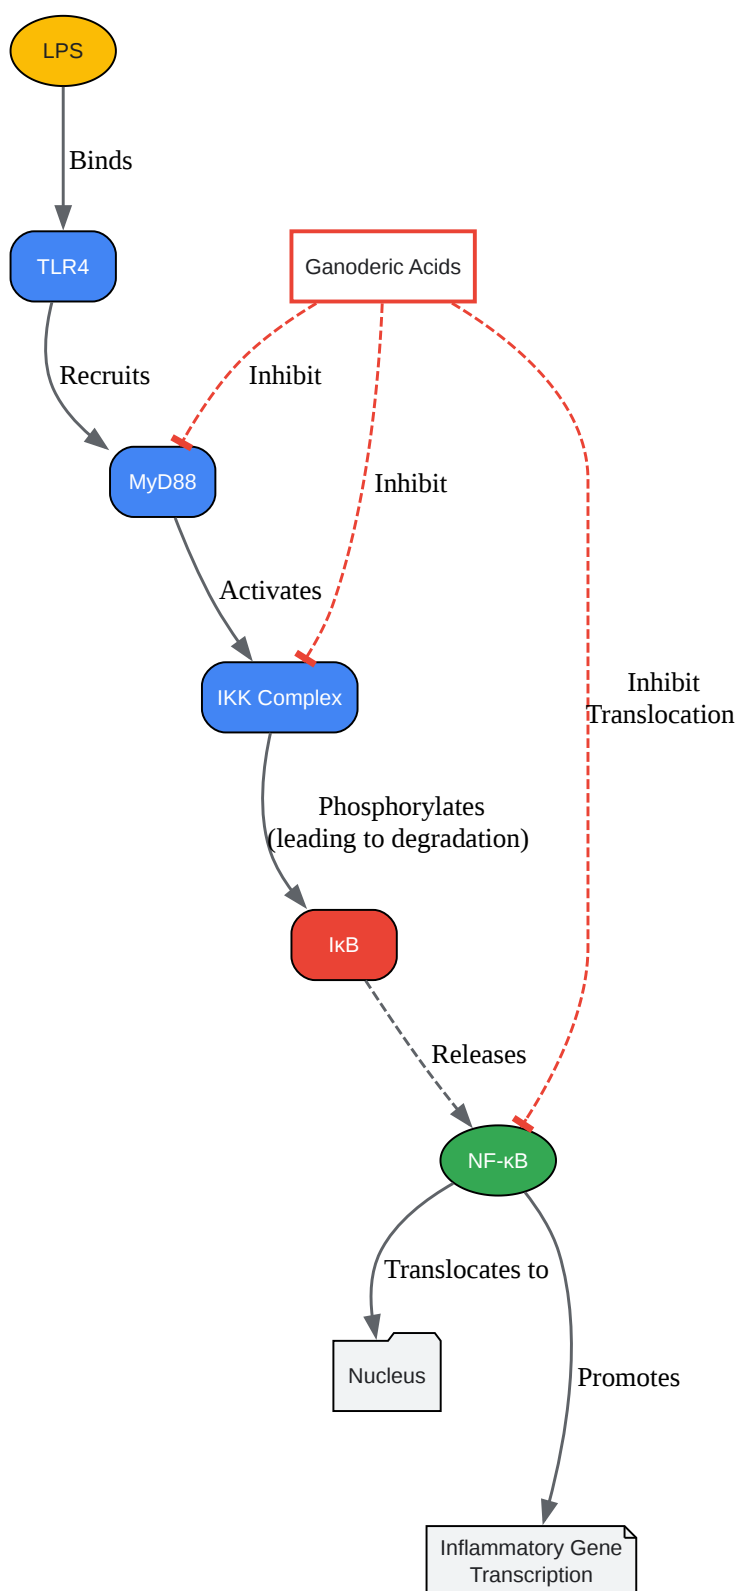 LPS
Binds
TLR4
Ganoderic Acids
Recruits
Inhibit
MyD88
Inhibit
Activates
Inhibit
Translocation
IKK Complex
Phosphorylates
(leading to degradation)
IκB
Releases
NF-κB
Translocates to
Nucleus
Promotes
Inflammatory Gene
Transcription